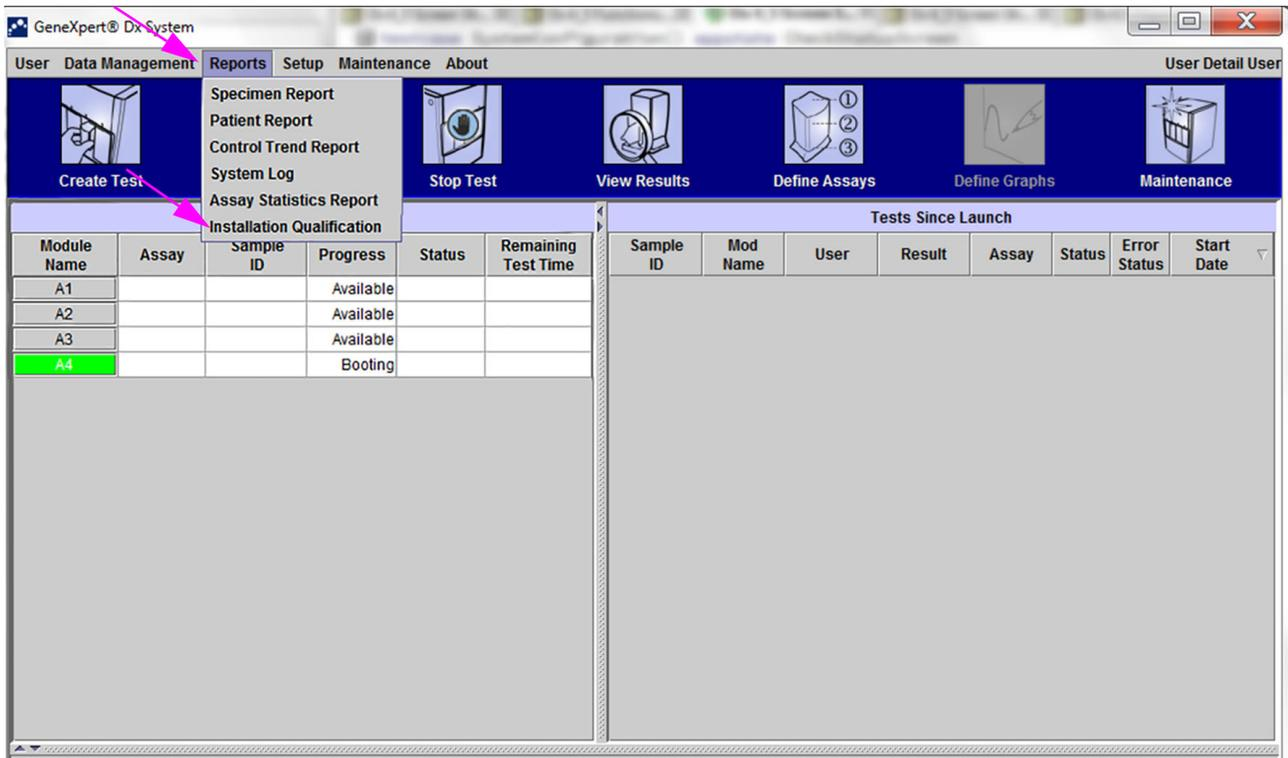 GeneXpert® Dx System
User Data Management Reports Setup Maintenance About User Detail User
Specimen Report
Patient Report
Control Trend Report
System Log
Assay Statistics Report
Installation Qualification
Create Test Stop Test View Results Define Assays Define Graphs Maintenance
1
2
3
Tests Since Launch
Module Name Assay Sample ID Progress Status Remaining Test Time
Sample ID Mod Name User Result Assay Status Error Status Start Date
A1 Available
A2 Available
A3 Available
A4 Booting